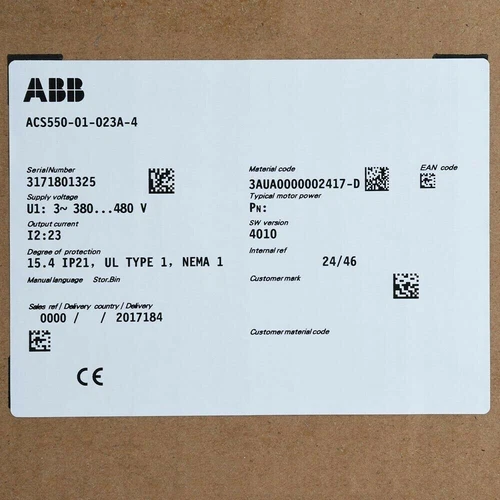 ABB
ACS550-01-023A-4
Serial Number
3171801325
Supply voltage
U1: 3~ 380...480 V
Output current
I2:23
Degree of protection
15.4 IP21, UL TYPE 1, NEMA 1
Manual language Stor.Bin
Sales ref / Delivery country / Delivery
0000 / / 2017184
CE
Material code
3AUA0000002417-D
Typical motor power
PN:
SW version
4010
Internal ref
24/46
Customer mark
Customer material code
EAN code